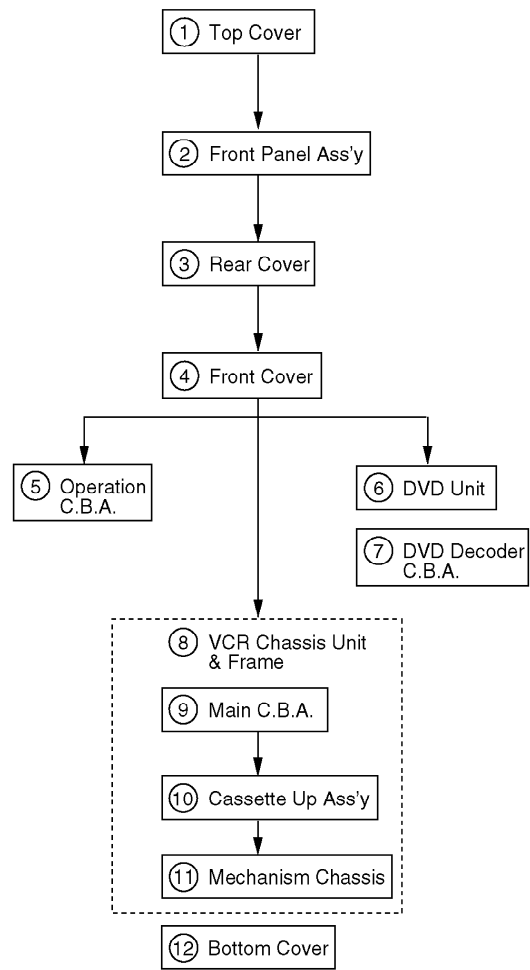 ① Top Cover
② Front Panel Ass'y
③ Rear Cover
④ Front Cover
⑤ Operation
C.B.A.
⑥ DVD Unit
⑦ DVD Decoder
C.B.A.
⑧ VCR Chassis Unit
& Frame
⑨ Main C.B.A.
⑩ Cassette Up Ass'y
⑪ Mechanism Chassis
⑫ Bottom Cover